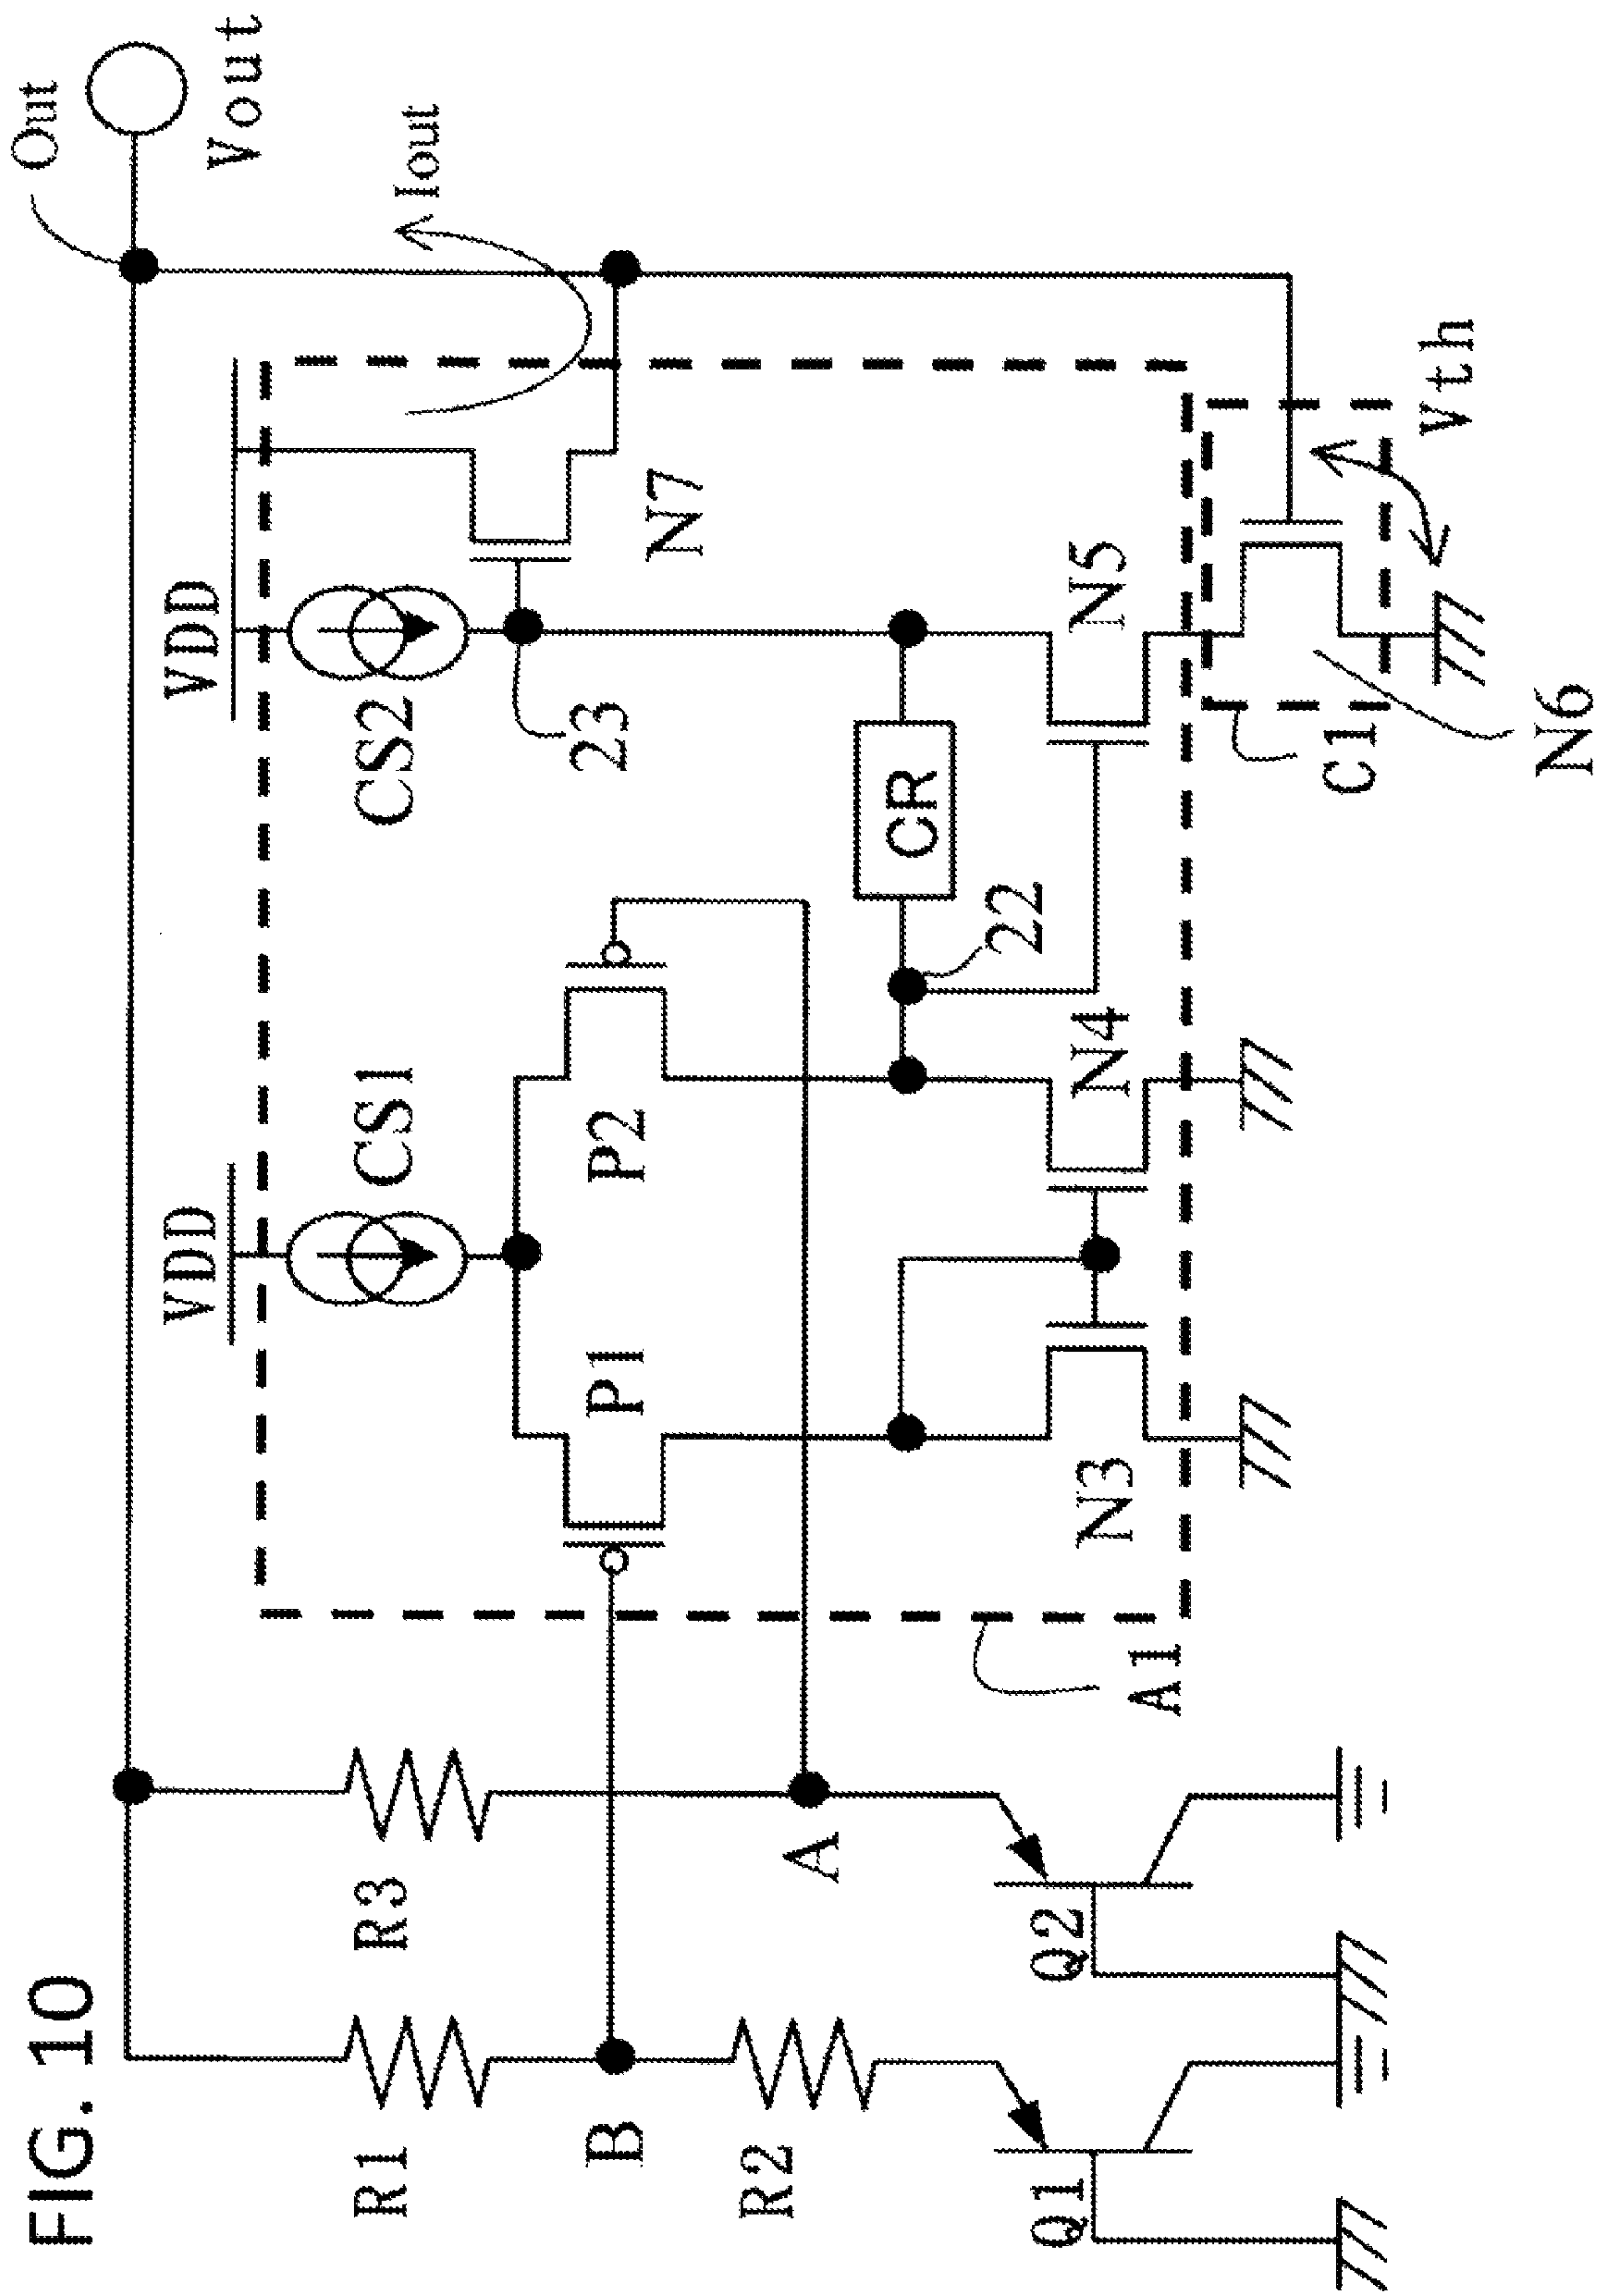 FIG. 10
Out
Vout
VDD
VDD
Iout
R1
R3
CS1
CS2
B
P1
P2
23
N7
A
R2
CR
22
Q1
Q2
A1
N3
N4
N5
C1
Vth
N6